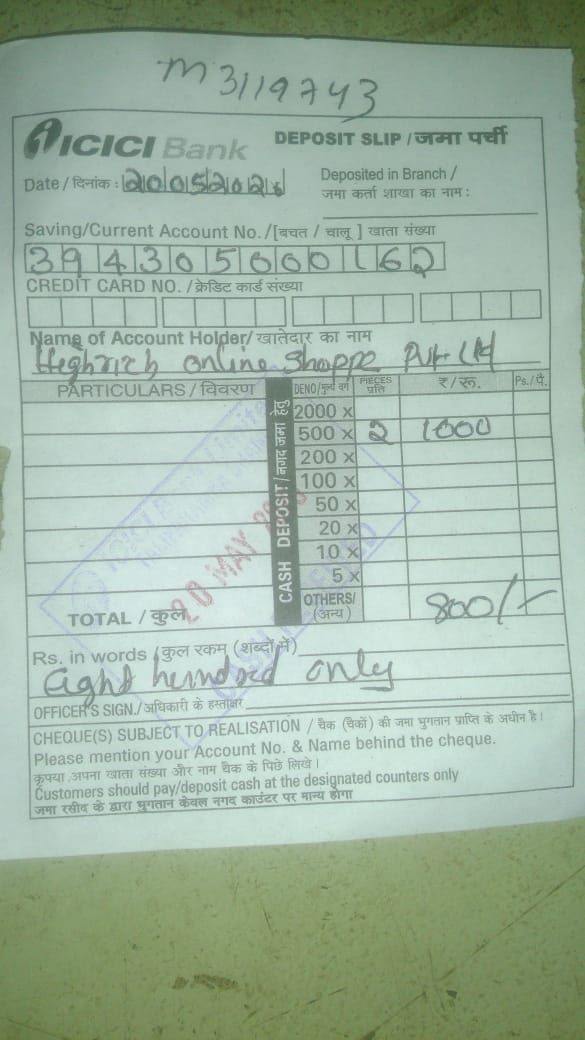 M3119743
ICICI Bank DEPOSIT SLIP / जमा पर्ची
Date / दिनांक : 2005202
Deposited in Branch /
जमा कर्ता शाखा का नाम :
Saving/Current Account No. /[बचत / चालू ] खाता संख्या
394305000162
CREDIT CARD NO. / क्रेडिट कार्ड संख्या
Name of Account Holder/ खातेदार का नाम
Highrich Online Shoppe Pvt Ltd
PARTICULARS / विवरण DENO/मुल्य वर्ग PIECES प्रति ₹/रू. Ps./पै.
CASH DEPOSIT/नगद जमा हेतु
2000 x
500 x 2 1000
200 x
100 x
50 x
20 x
10 x
5 x
TOTAL / कुल OTHERS/ (अन्य) 800/-
20 MAY
Rs. in words / कुल रकम (शब्दों में)
Eight hundred only
OFFICER'S SIGN./अधिकारी के हस्ताक्षर
CHEQUE(S) SUBJECT TO REALISATION / चैक (चैकों) की जमा भुगतान प्राप्ति के अधीन है।
Please mention your Account No. & Name behind the cheque.
कृपया अपना खाता संख्या और नाम चैक के पिछे लिखें।
Customers should pay/deposit cash at the designated counters only
जमा रसीद के द्वारा भुगतान केवल नगद काउंटर पर मान्य होगा